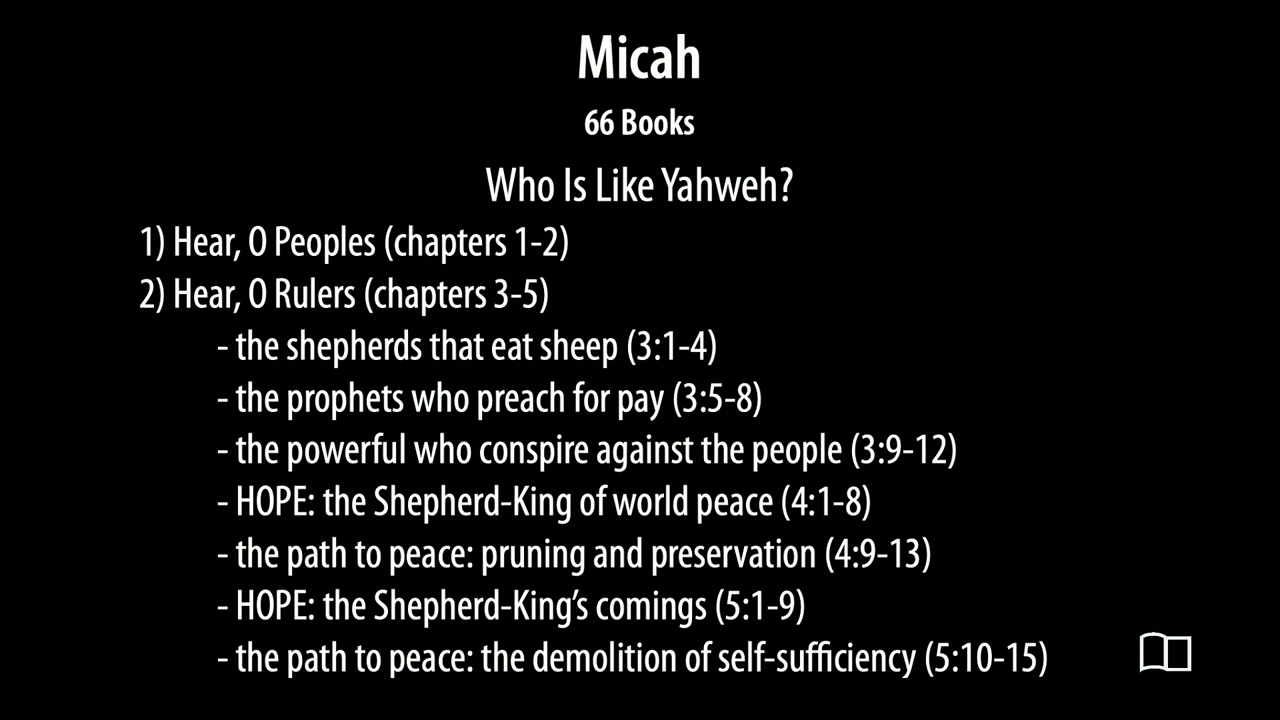 Micah
66 Books
Who Is Like Yahweh?
1) Hear, O Peoples (chapters 1-2)
2) Hear, O Rulers (chapters 3-5)
- the shepherds that eat sheep (3:1-4)
- the prophets who preach for pay (3:5-8)
- the powerful who conspire against the people (3:9-12)
- HOPE: the Shepherd-King of world peace (4:1-8)
- the path to peace: pruning and preservation (4:9-13)
- HOPE: the Shepherd-King’s comings (5:1-9)
- the path to peace: the demolition of self-sufficiency (5:10-15)